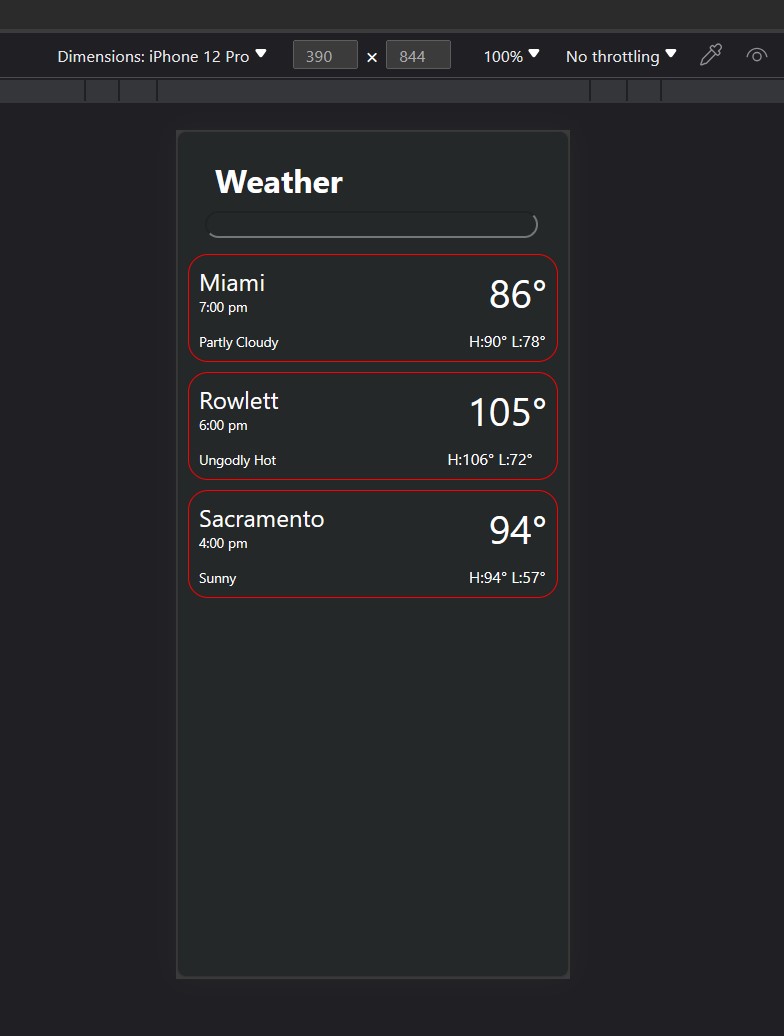 Dimensions: iPhone 12 Pro 390 × 844 100% No throttling
Weather
Miami 86°
7:00 pm
Partly Cloudy H:90° L:78°
Rowlett 105°
6:00 pm
Ungodly Hot H:106° L:72°
Sacramento 94°
4:00 pm
Sunny H:94° L:57°